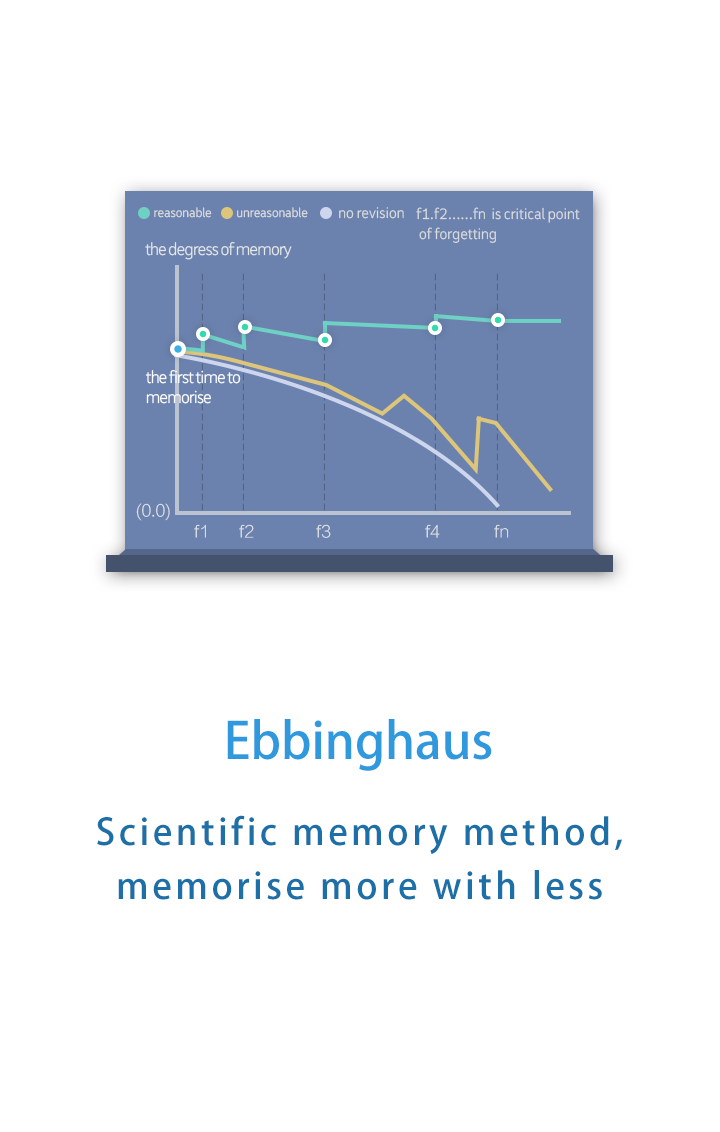 reasonable unreasonable no revision f1.f2......fn is critical point
of forgetting
the degress of memory
the first time to
memorise
(0.0)
f1 f2 f3 f4 fn
Ebbinghaus
Scientific memory method,
memorise more with less